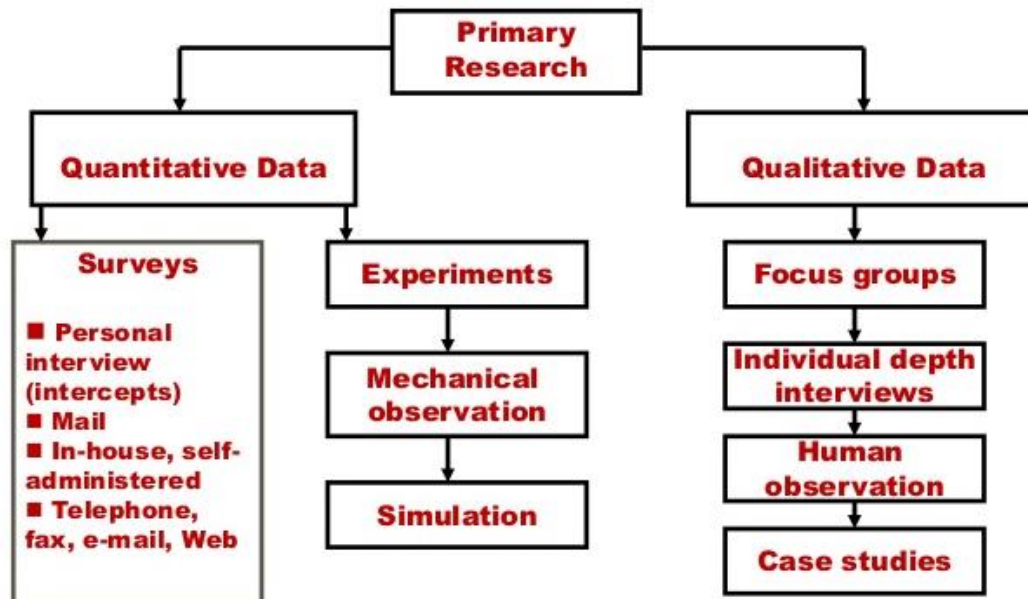 Primary
Research
Quantitative Data
Qualitative Data
Surveys
■ Personal
interview
(intercepts)
■ Mail
■ In-house, self-
administered
■ Telephone,
fax, e-mail, Web
Experiments
Mechanical
observation
Simulation
Focus groups
Individual depth
interviews
Human
observation
Case studies